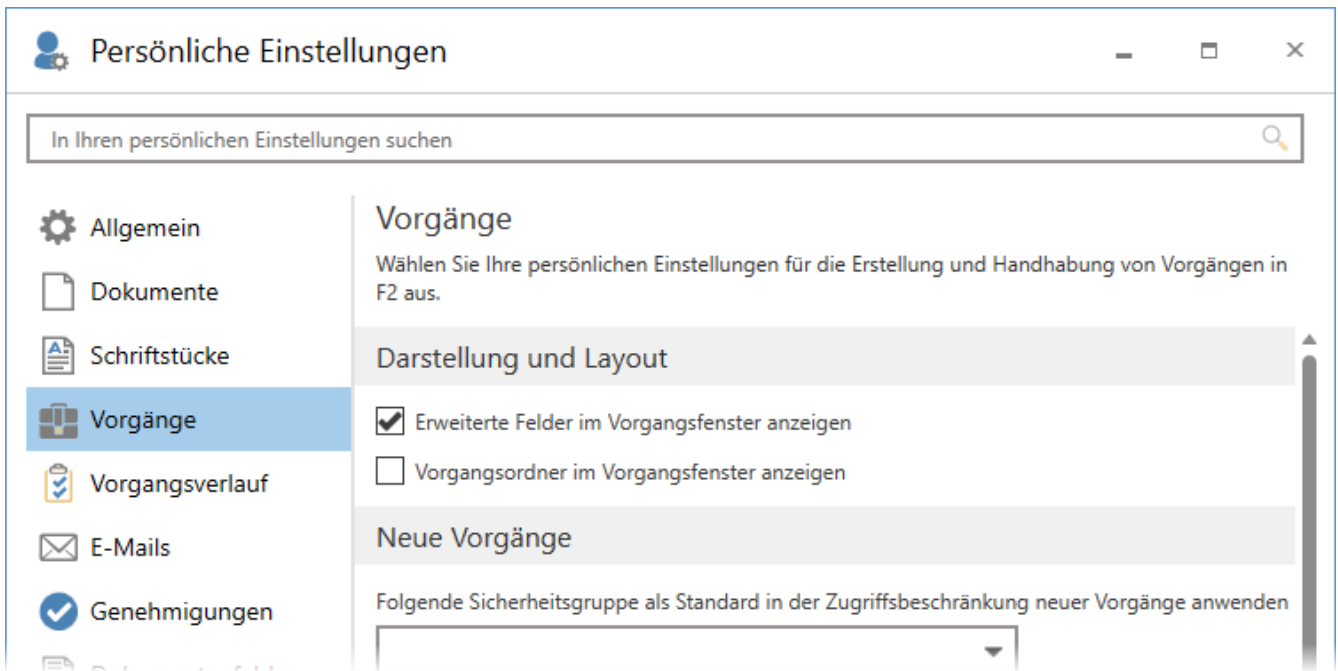 Persönliche Einstellungen
In Ihren persönlichen Einstellungen suchen
Allgemein
Dokumente
Schriftstücke
Vorgänge
Vorgangsverlauf
E-Mails
Genehmigungen
Vorgänge
Wählen Sie Ihre persönlichen Einstellungen für die Erstellung und Handhabung von Vorgängen in
F2 aus.
Darstellung und Layout
Erweiterte Felder im Vorgangsfenster anzeigen
Vorgangsordner im Vorgangsfenster anzeigen
Neue Vorgänge
Folgende Sicherheitsgruppe als Standard in der Zugriffsbeschränkung neuer Vorgänge anwenden